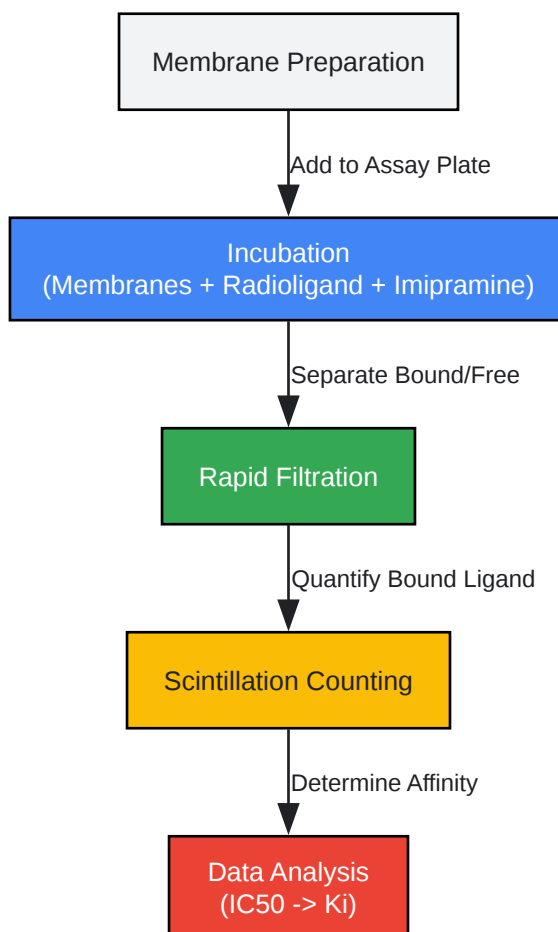 Membrane Preparation
Add to Assay Plate
Incubation
(Membranes + Radioligand + Imipramine)
Separate Bound/Free
Rapid Filtration
Quantify Bound Ligand
Scintillation Counting
Determine Affinity
Data Analysis
(IC50 -> Ki)